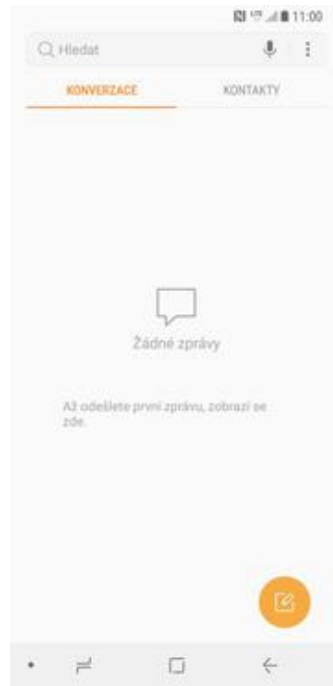 11:00
Hledat
KONVERZACE KONTAKTY
Žádné zprávy
Až odešlete první zprávu, zobrazí se
zde.